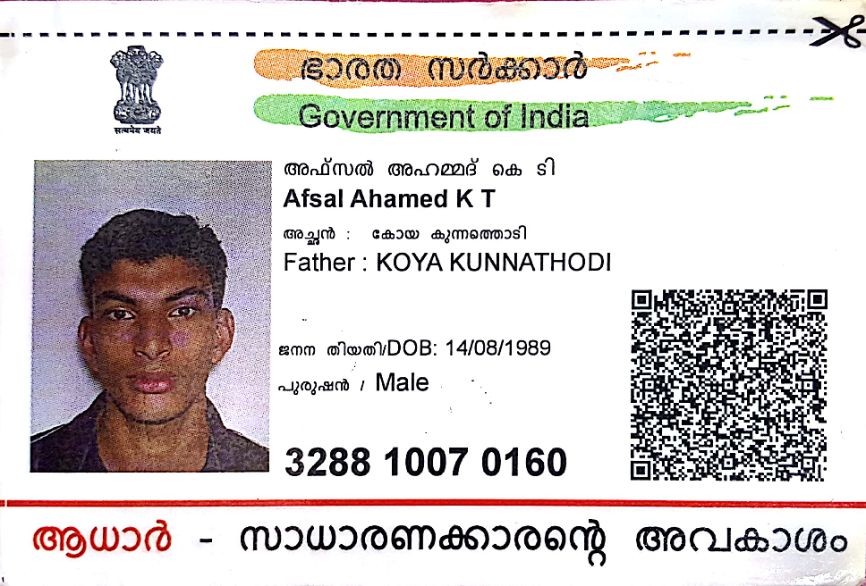 ഭാരത സർക്കാർ
Government of India
सत्यमेव जयते
അഫ്സൽ അഹമ്മദ് കെ ടി
Afsal Ahamed K T
അച്ഛൻ : കോയ കുന്നത്തൊടി
Father : KOYA KUNNATHODI
ജനന തിയതി/DOB: 14/08/1989
പുരുഷൻ / Male
3288 1007 0160
ആധാർ - സാധാരണക്കാരന്റെ അവകാശം